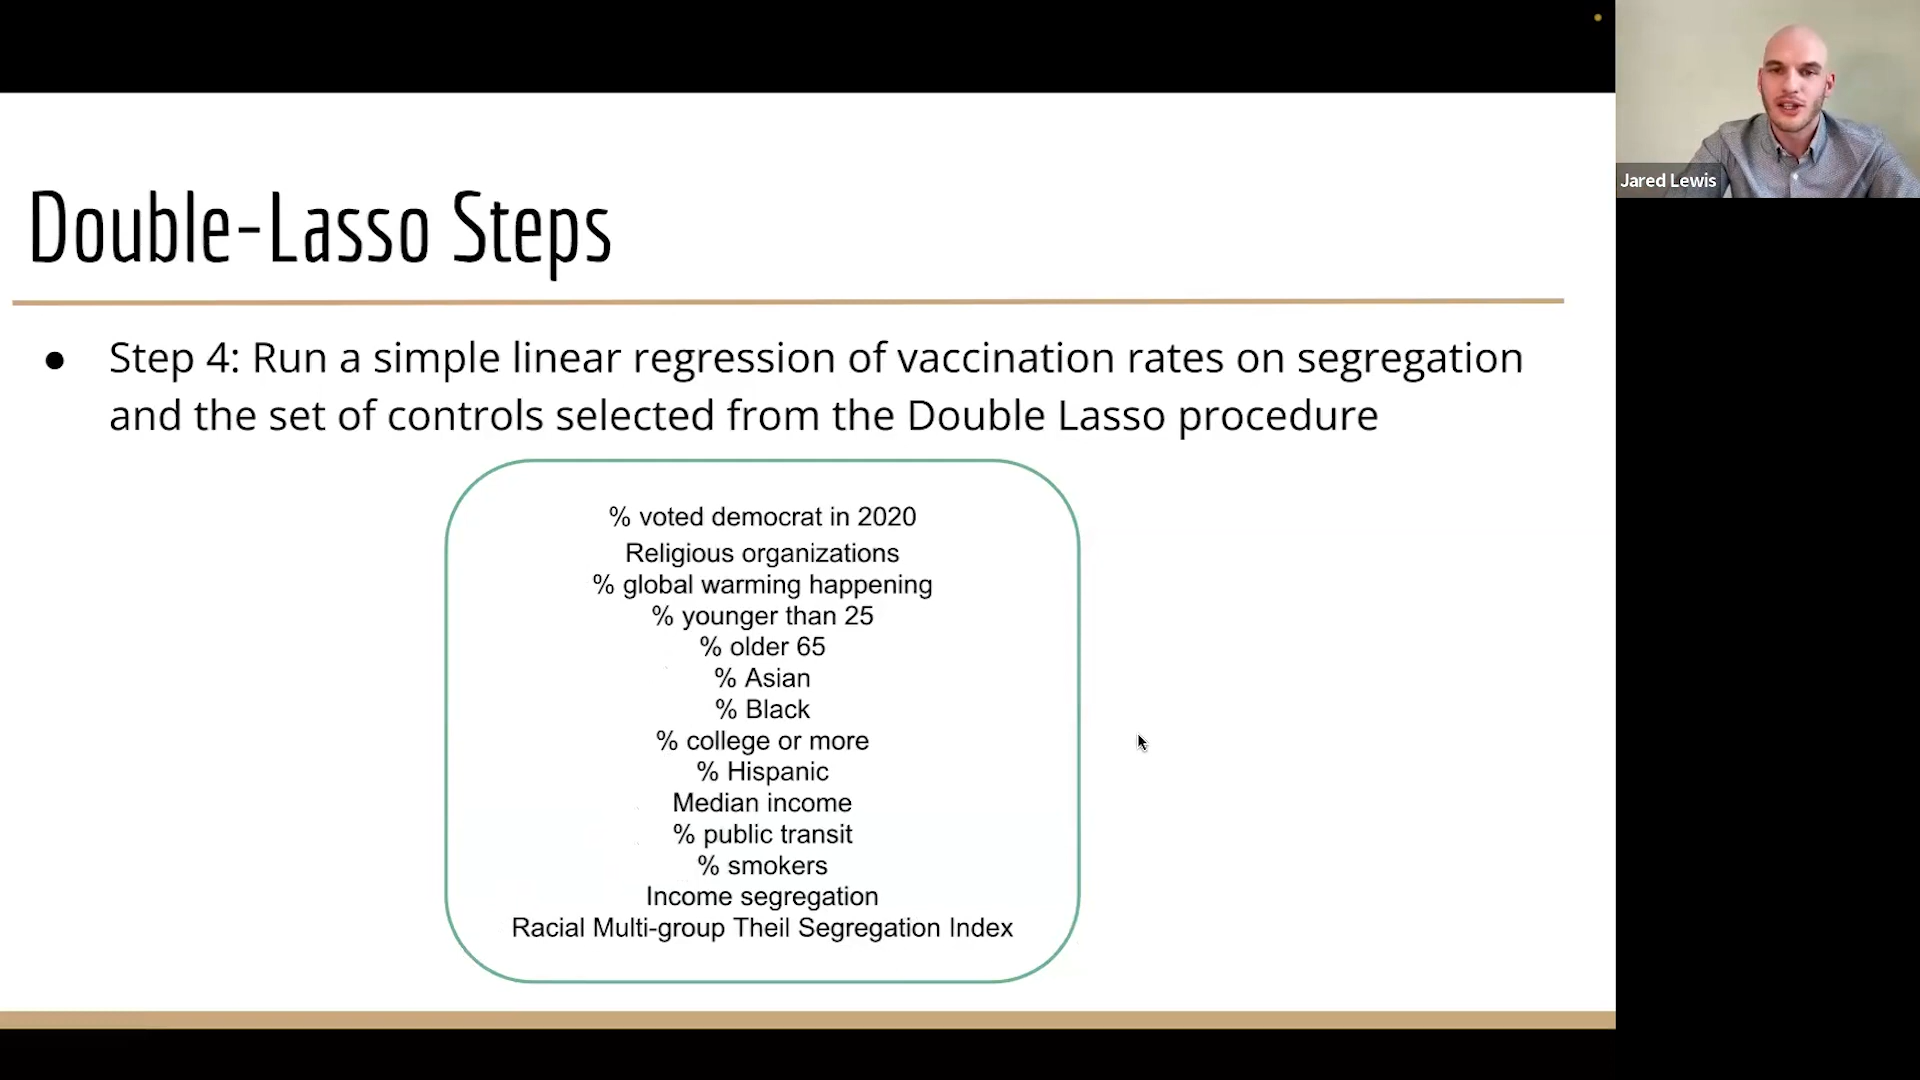 Jared Lewis
Double-Lasso Steps
● Step 4: Run a simple linear regression of vaccination rates on segregation
and the set of controls selected from the Double Lasso procedure
% voted democrat in 2020
Religious organizations
% global warming happening
% younger than 25
% older 65
% Asian
% Black
% college or more
% Hispanic
Median income
% public transit
% smokers
Income segregation
Racial Multi-group Theil Segregation Index